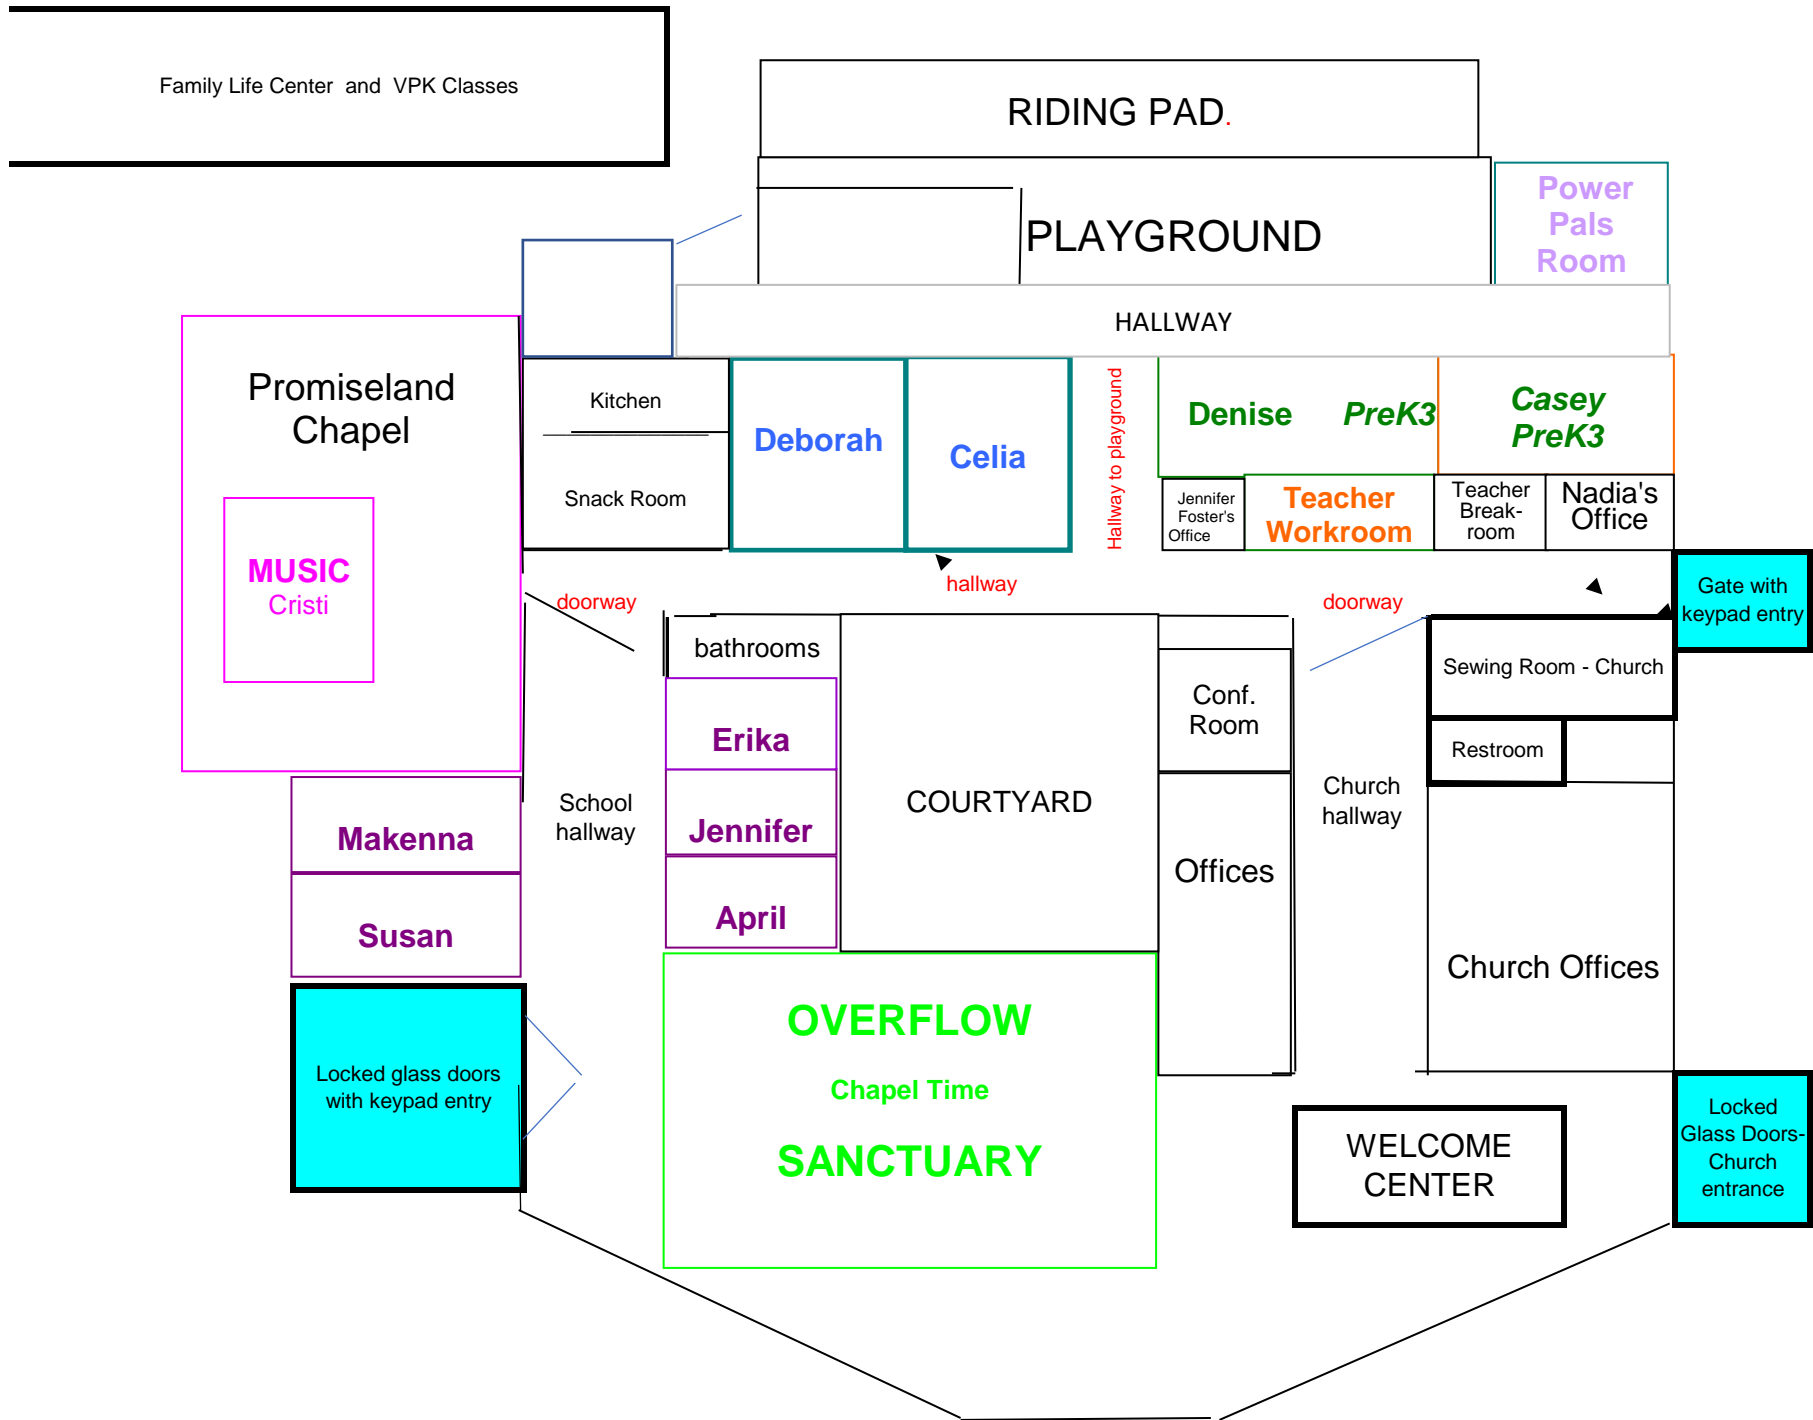 Family Life Center and VPK Classes
RIDING PAD.
Power
Pals
Room
PLAYGROUND
HALLWAY
Promiseland
Chapel
Kitchen
Snack Room
Deborah
Celia
Hallway to playground
Denise PreK3
Casey
PreK3
Jennifer
Foster's
Office
Teacher
Workroom
Teacher
Break-
room
Nadia's
Office
MUSIC
Cristi
doorway
hallway
doorway
Gate with
keypad entry
bathrooms
Sewing Room - Church
Conf.
Room
Erika
Restroom
School
hallway
Jennifer
COURTYARD
Church
hallway
Makenna
Offices
April
Susan
Church Offices
OVERFLOW
Chapel Time
SANCTUARY
Locked glass doors
with keypad entry
WELCOME
CENTER
Locked
Glass Doors-
Church
entrance